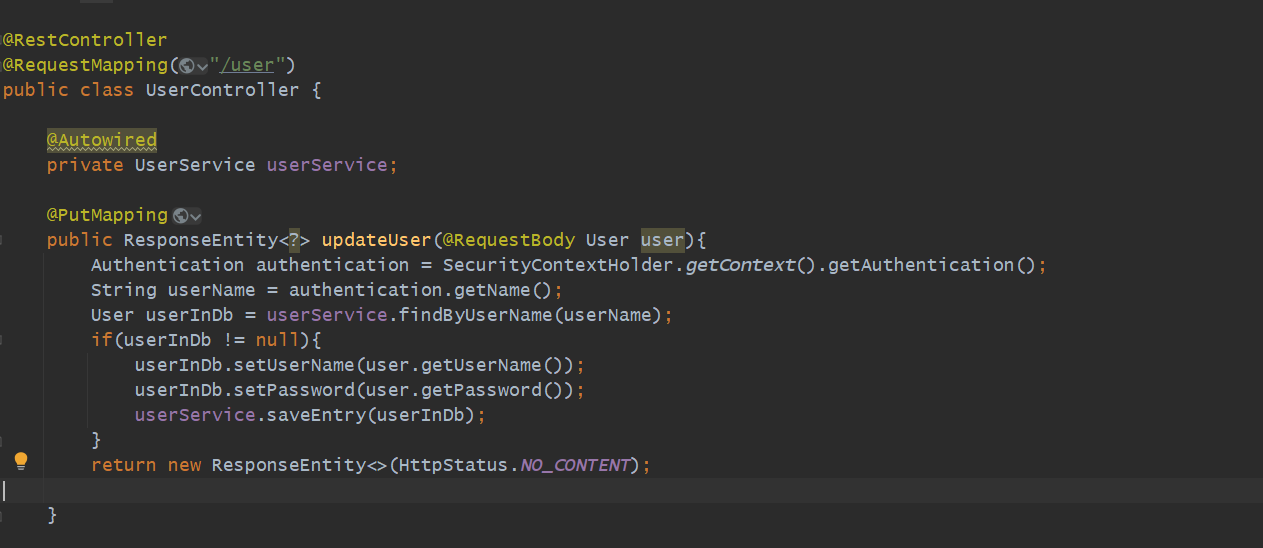 @RestController
@RequestMapping("/user")
public class UserController {
@Autowired
private UserService userService;
@PutMapping
public ResponseEntity<?> updateUser(@RequestBody User user){
Authentication authentication = SecurityContextHolder.getContext().getAuthentication();
String userName = authentication.getName();
User userInDb = userService.findByUserName(userName);
if(userInDb != null){
userInDb.setUserName(user.getUserName());
userInDb.setPassword(user.getPassword());
userService.saveEntry(userInDb);
}
return new ResponseEntity<>(HttpStatus.NO_CONTENT);
}